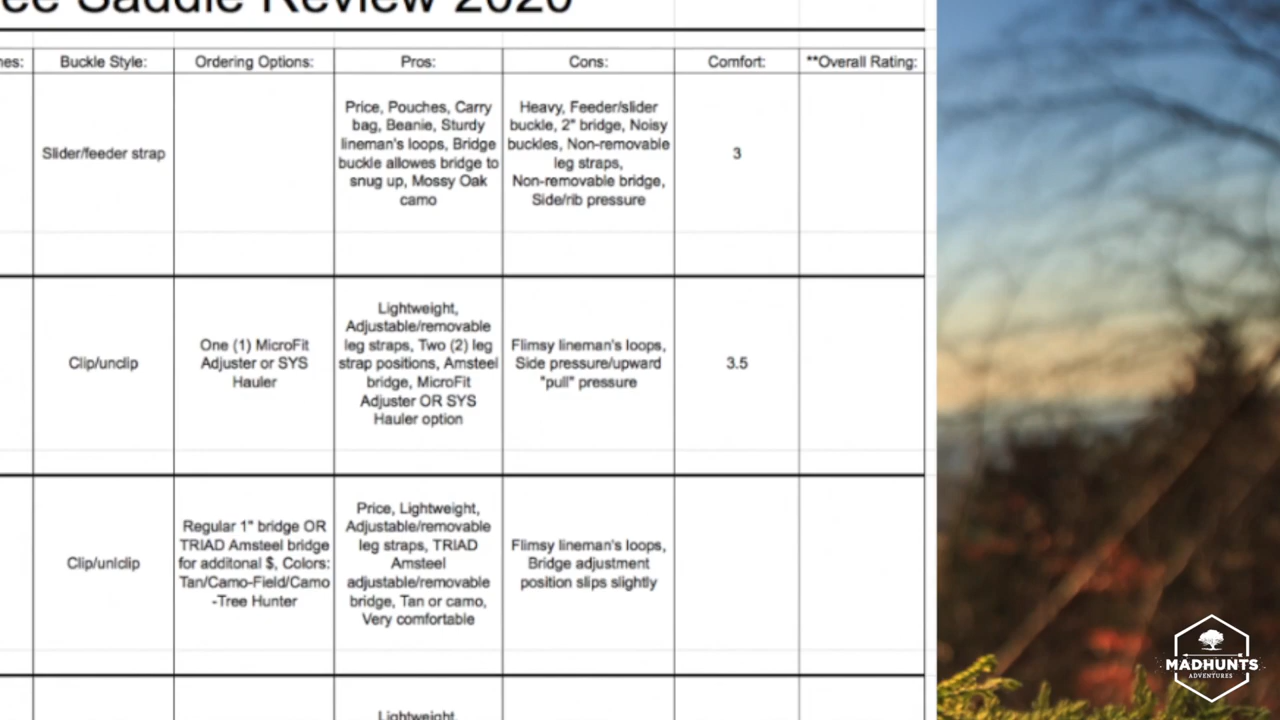 ee Saddle Review 2020
nes:
Buckle Style:
Ordering Options:
Pros:
Cons:
Comfort:
**Overall Rating:
Slider/feeder strap
Price, Pouches, Carry
bag, Beanie, Sturdy
lineman's loops, Bridge
buckle allowes bridge to
snug up, Mossy Oak
camo
Heavy, Feeder/slider
buckle, 2" bridge, Noisy
buckles, Non-removable
leg straps,
Non-removable bridge,
Side/rib pressure
3
Clip/unclip
One (1) MicroFit
Adjuster or SYS
Hauler
Lightweight,
Adjustable/removable
leg straps, Two (2) leg
strap positions, Amsteel
bridge, MicroFit
Adjuster OR SYS
Hauler option
Flimsy lineman's loops,
Side pressure/upward
"pull" pressure
3.5
Clip/unlclip
Regular 1" bridge OR
TRIAD Amsteel bridge
for additonal $, Colors:
Tan/Camo-Field/Camo
-Tree Hunter
Price, Lightweight,
Adjustable/removable
leg straps, TRIAD
Amsteel
adjustable/removable
bridge, Tan or camo,
Very comfortable
Flimsy lineman's loops,
Bridge adjustment
position slips slightly
Lightweight,
MADHUNTS
ADVENTURES